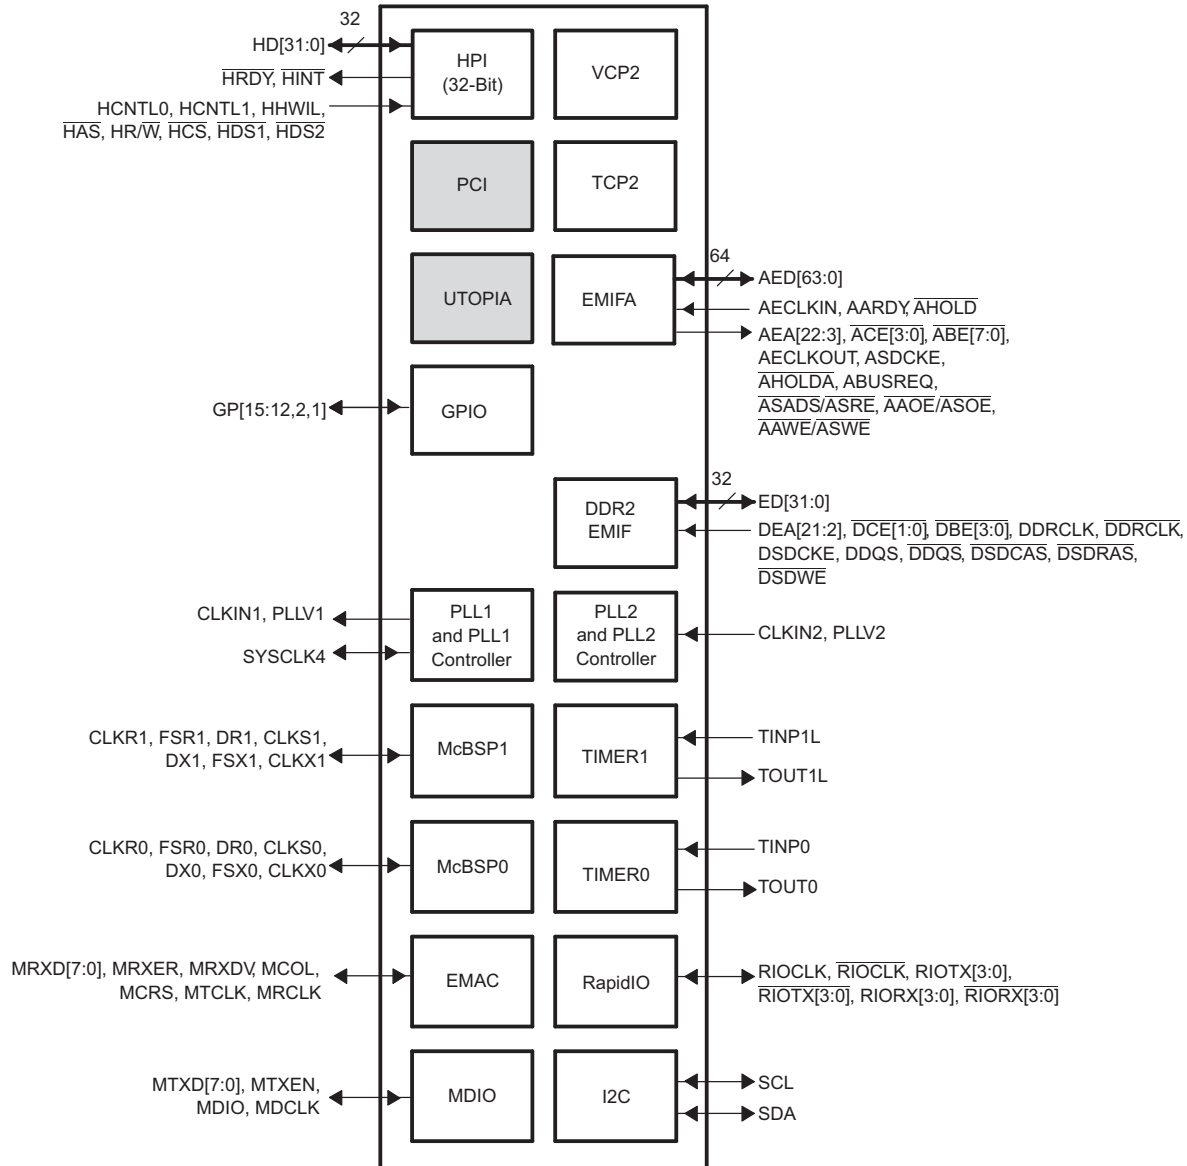 32
HD[31:0]
HPI
(32-Bit)
VCP2
HRDY, HINT
HCNTL0, HCNTL1, HHWIL,
HAS, HR/W, HCS, HDS1, HDS2
PCI
TCP2
UTOPIA
EMIFA
64
AED[63:0]
AECLKIN, AARDY, AHOLD
AEA[22:3], ACE[3:0], ABE[7:0],
AECLKOUT, ASDCKE,
AHOLDA, ABUSREQ,
ASADS/ASRE, AAOE/ASOE,
AAWE/ASWE
GP[15:12,2,1]
GPIO
DDR2
EMIF
32
ED[31:0]
DEA[21:2], DCE[1:0], DBE[3:0], DDRCLK, DDRCLK,
DSDCKE, DDQS, DDQS, DSDCAS, DSDRAS,
DSDWE
CLKIN1, PLLV1
SYSCLK4
PLL1
and PLL1
Controller
PLL2
and PLL2
Controller
CLKIN2, PLLV2
CLKR1, FSR1, DR1, CLKS1,
DX1, FSX1, CLKX1
McBSP1
TIMER1
TINP1L
TOUT1L
CLKR0, FSR0, DR0, CLKS0,
DX0, FSX0, CLKX0
McBSP0
TIMER0
TINP0
TOUT0
MRXD[7:0], MRXER, MRXDV, MCOL,
MCRS, MTCLK, MRCLK
EMAC
RapidIO
RIOCLK, RIOCLK, RIOTX[3:0],
RIOTX[3:0], RIORX[3:0], RIORX[3:0]
MTXD[7:0], MTXEN,
MDIO, MDCLK
MDIO
I2C
SCL
SDA